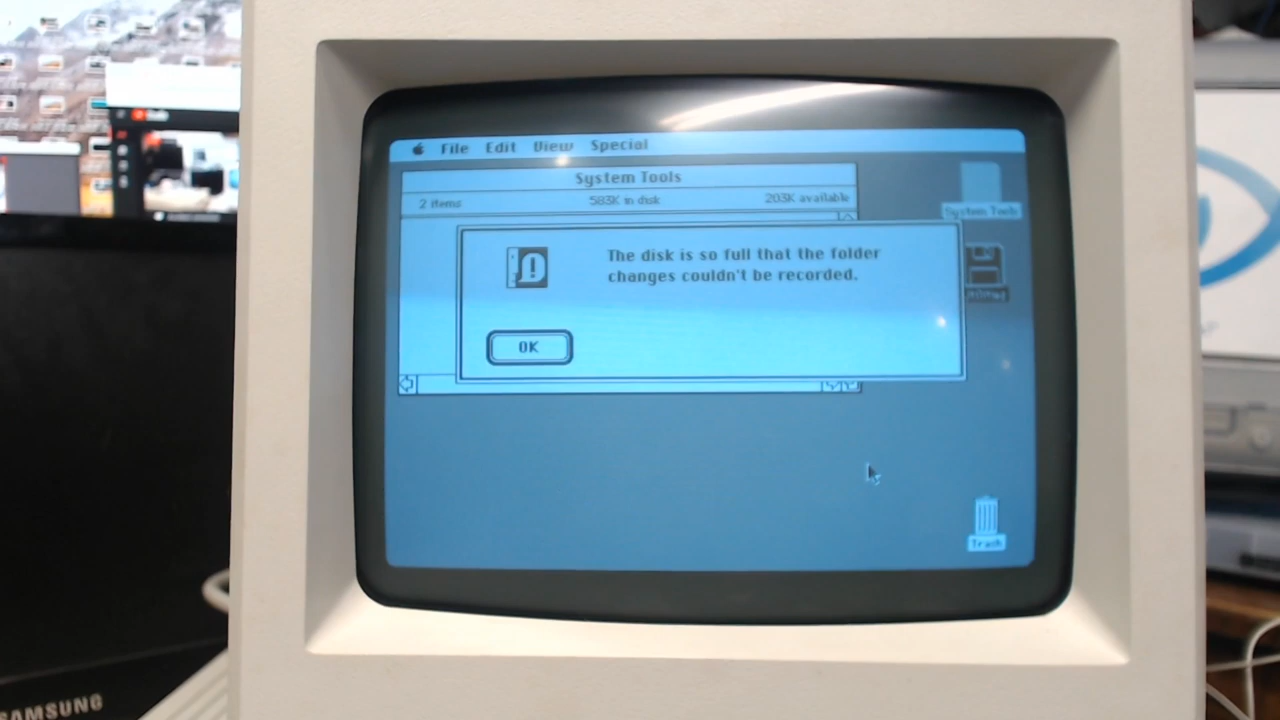 File Edit View Special
System Tools
2 items 583K in disk 203K available
The disk is so full that the folder
changes couldn't be recorded.
OK
System Tools
Trash
SAMSUNG